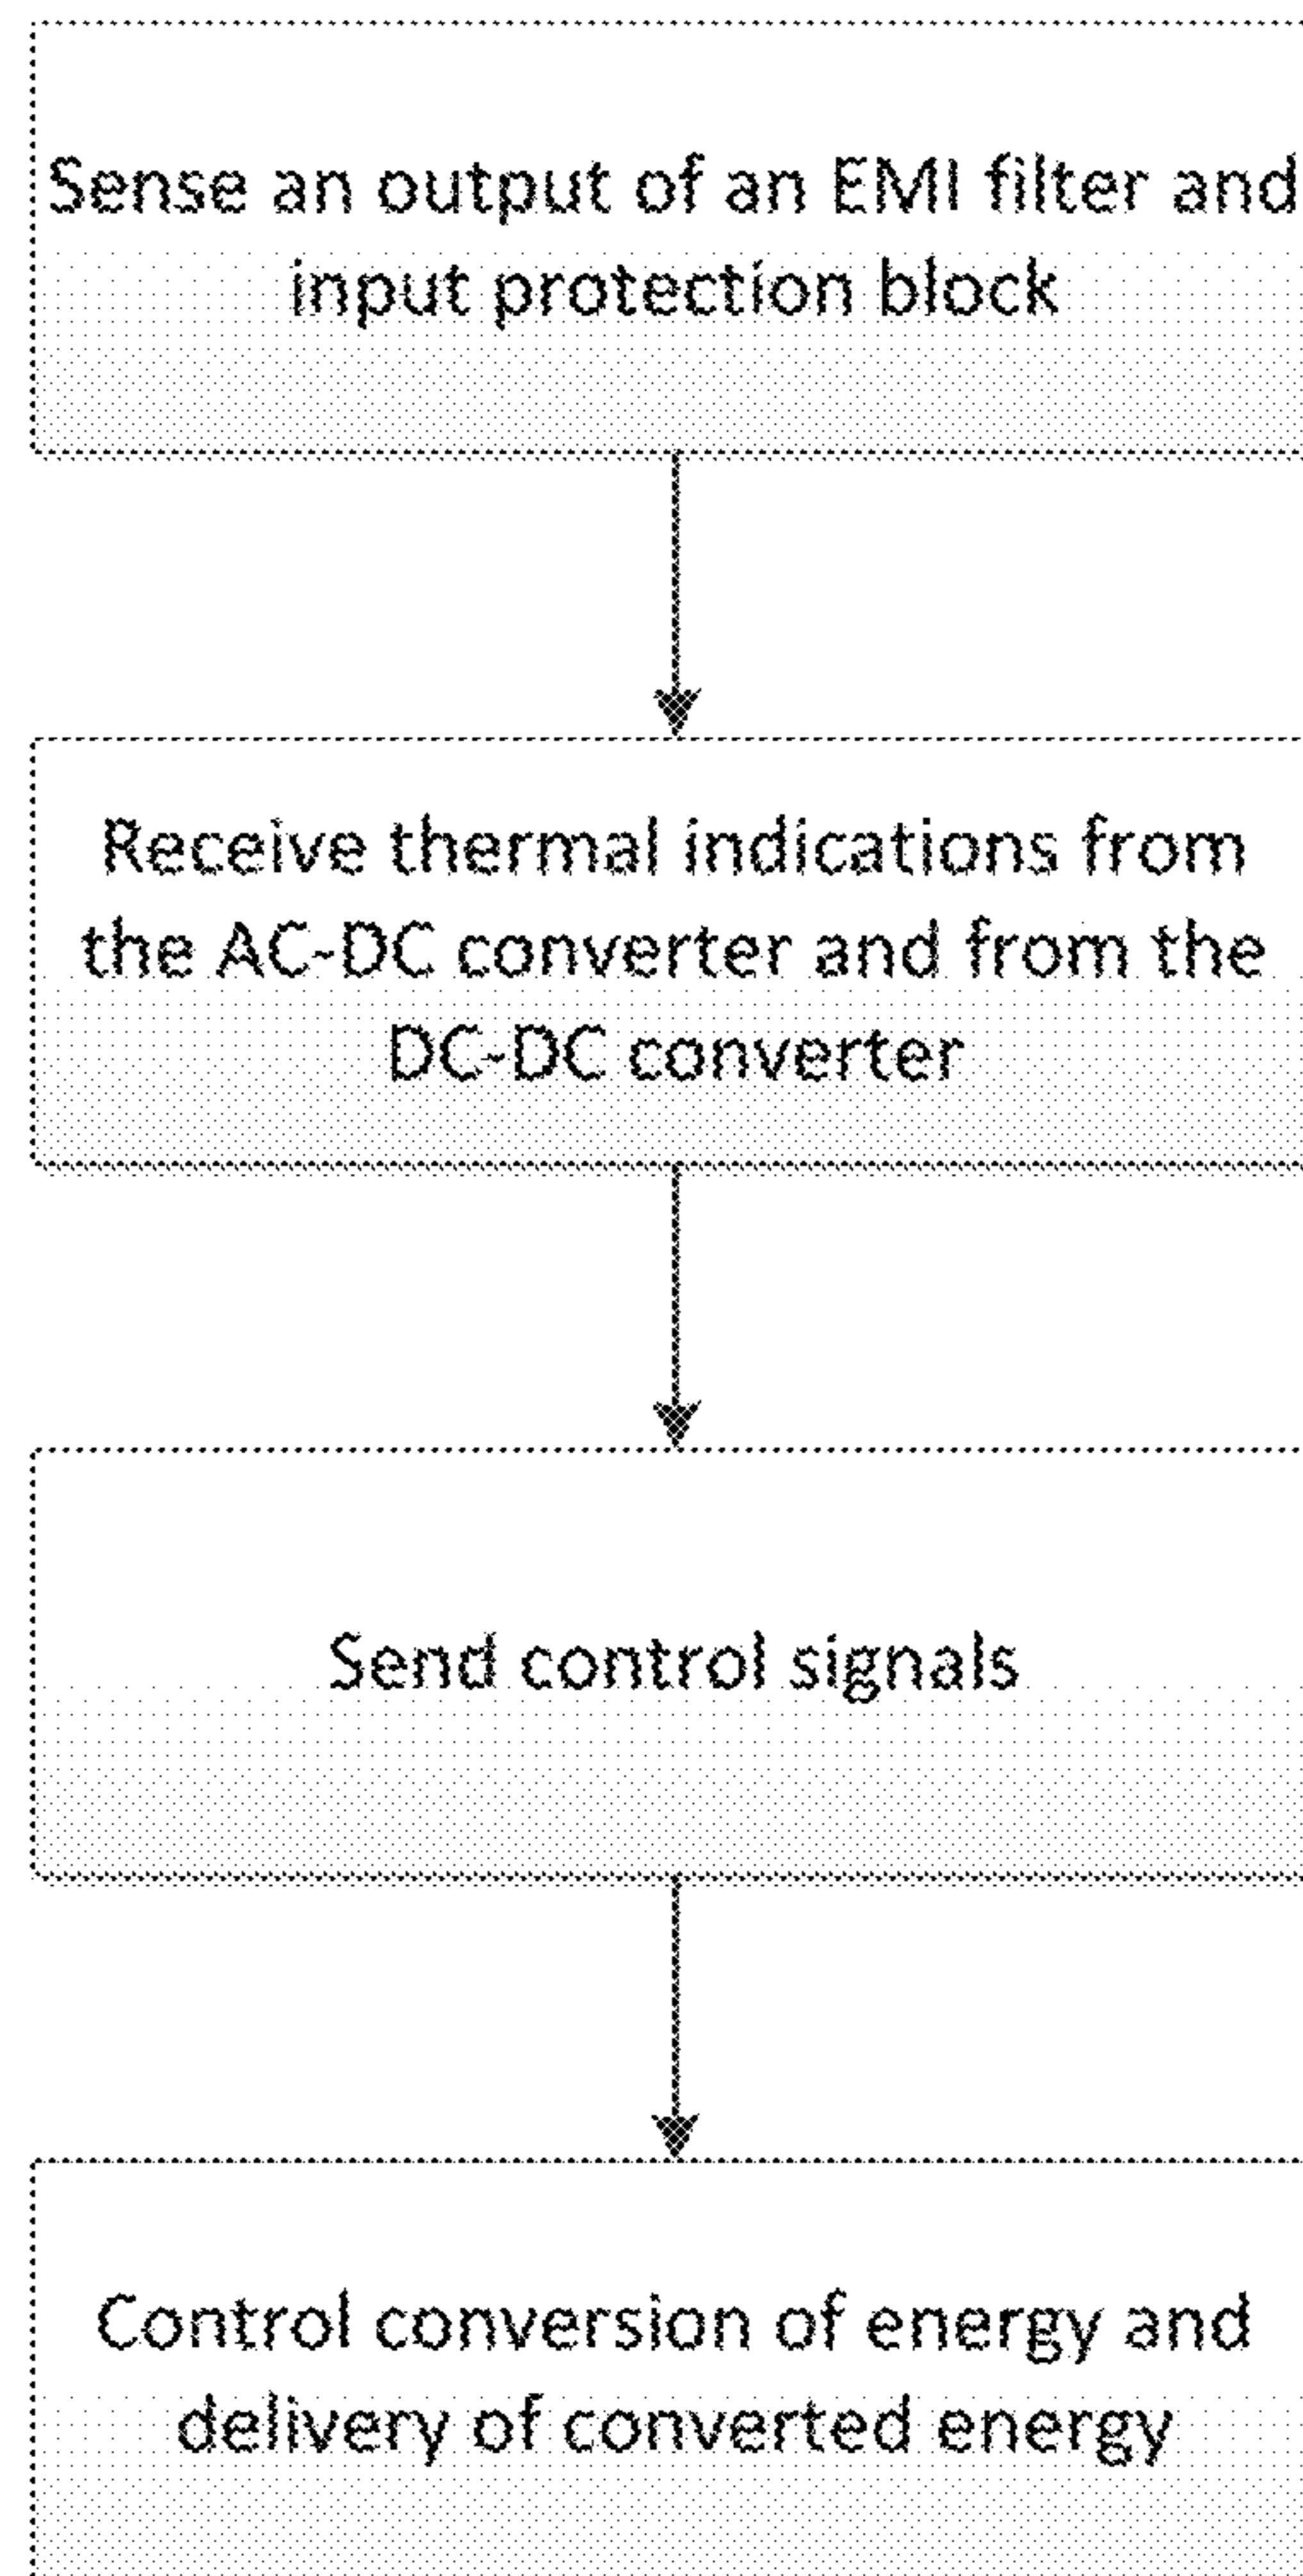 Sense an output of an EMI filter and
input protection block
Receive thermal indications from
the AC-DC converter and from the
DC-DC converter
Send control signals
Control conversion of energy and
delivery of converted energy